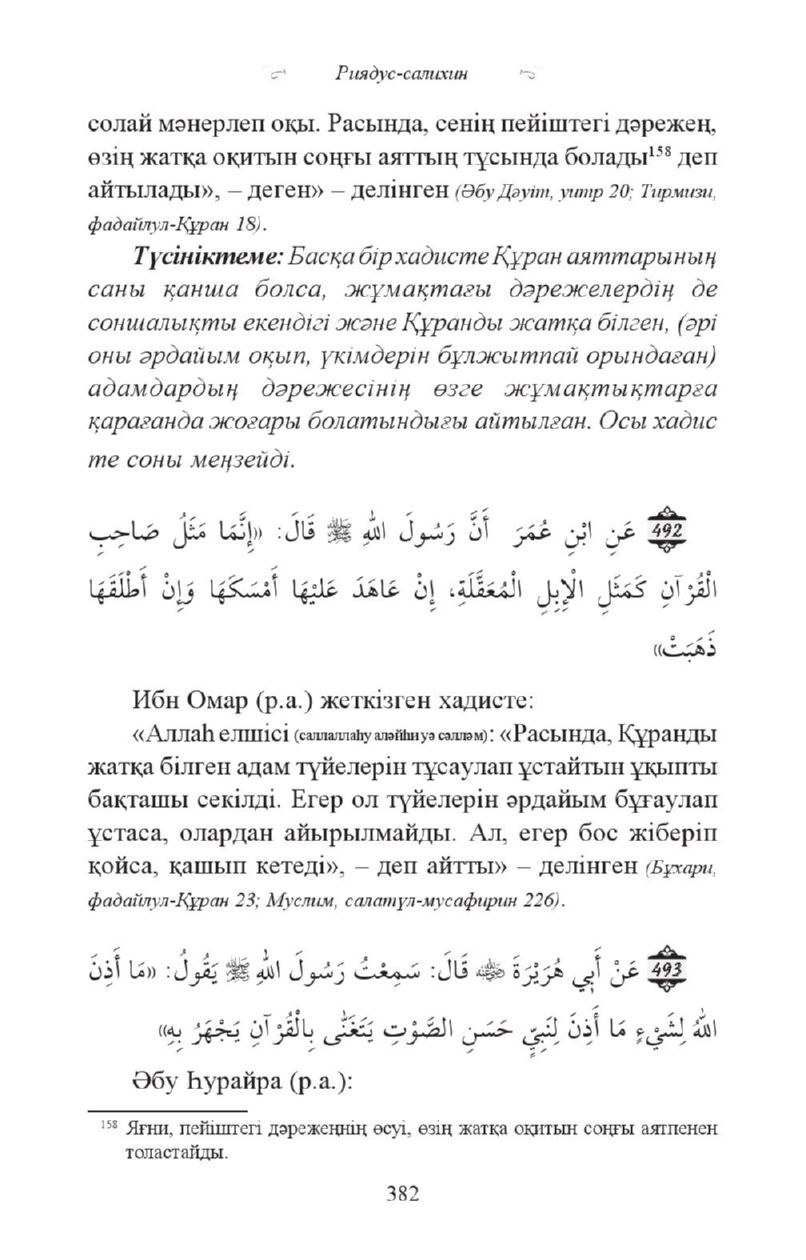 Риядус-салихин
солай мәнерлеп оқы. Расында, сенің пейіштегі дәрежең,
өзің жатқа оқитын соңғы аяттың тұсында болады¹⁵⁸ деп
айтылады», – деген» – делінген (Әбу Дәуіт, уитр 20; Тирмизи,
фадайлул-Құран 18).
Түсініктеме: Басқа бір хадисте Құран аяттарының
саны қанша болса, жұмақтағы дәрежелердің де
соншалықты екендігі және Құранды жатқа білген, (әрі
оны әрдайым оқып, үкімдерін бұлжытпай орындаған)
адамдардың дәрежесінің өзге жұмақтықтарға
қарағанда жоғары болатындығы айтылған. Осы хадис
те соны меңзейді.
492 عَنِ ابْنِ عُمَرَ أَنَّ رَسُولَ اللهِ ﷺ قَالَ: «إِنَّمَا مَثَلُ صَاحِبِ
الْقُرْآنِ كَمَثَلِ الْإِبِلِ الْمُعَقَّلَةِ، إِنْ عَاهَدَ عَلَيْهَا أَمْسَكَهَا وَإِنْ أَطْلَقَهَا
ذَهَبَتْ»
Ибн Омар (р.а.) жеткізген хадисте:
«Аллаһ елшісі (саллаллаһу аләйһи уә сәлләм): «Расында, Құранды
жатқа білген адам түйелерін тұсаулап ұстайтын ұқыпты
бақташы секілді. Егер ол түйелерін әрдайым бұғаулап
ұстаса, олардан айырылмайды. Ал, егер бос жіберіп
қойса, қашып кетеді», – деп айтты» – делінген (Бұхари,
фадайлул-Құран 23; Муслим, салатүл-мусафирин 226).
493 عَنْ أَبِي هُرَيْرَةَ ﷺ قَالَ: سَمِعْتُ رَسُولَ اللهِ ﷺ يَقُولُ: «مَا أَذِنَ
اللهُ لِشَيْءٍ مَا أَذِنَ لِنَبِيٍّ حَسَنِ الصَّوْتِ يَتَغَنَّى بِالْقُرْآنِ يَجْهَرُ بِهِ»
Әбу Һурайра (р.а.):
¹⁵⁸ Яғни, пейіштегі дәрежеңнің өсуі, өзің жатқа оқитын соңғы аятпенен
толастайды.
382